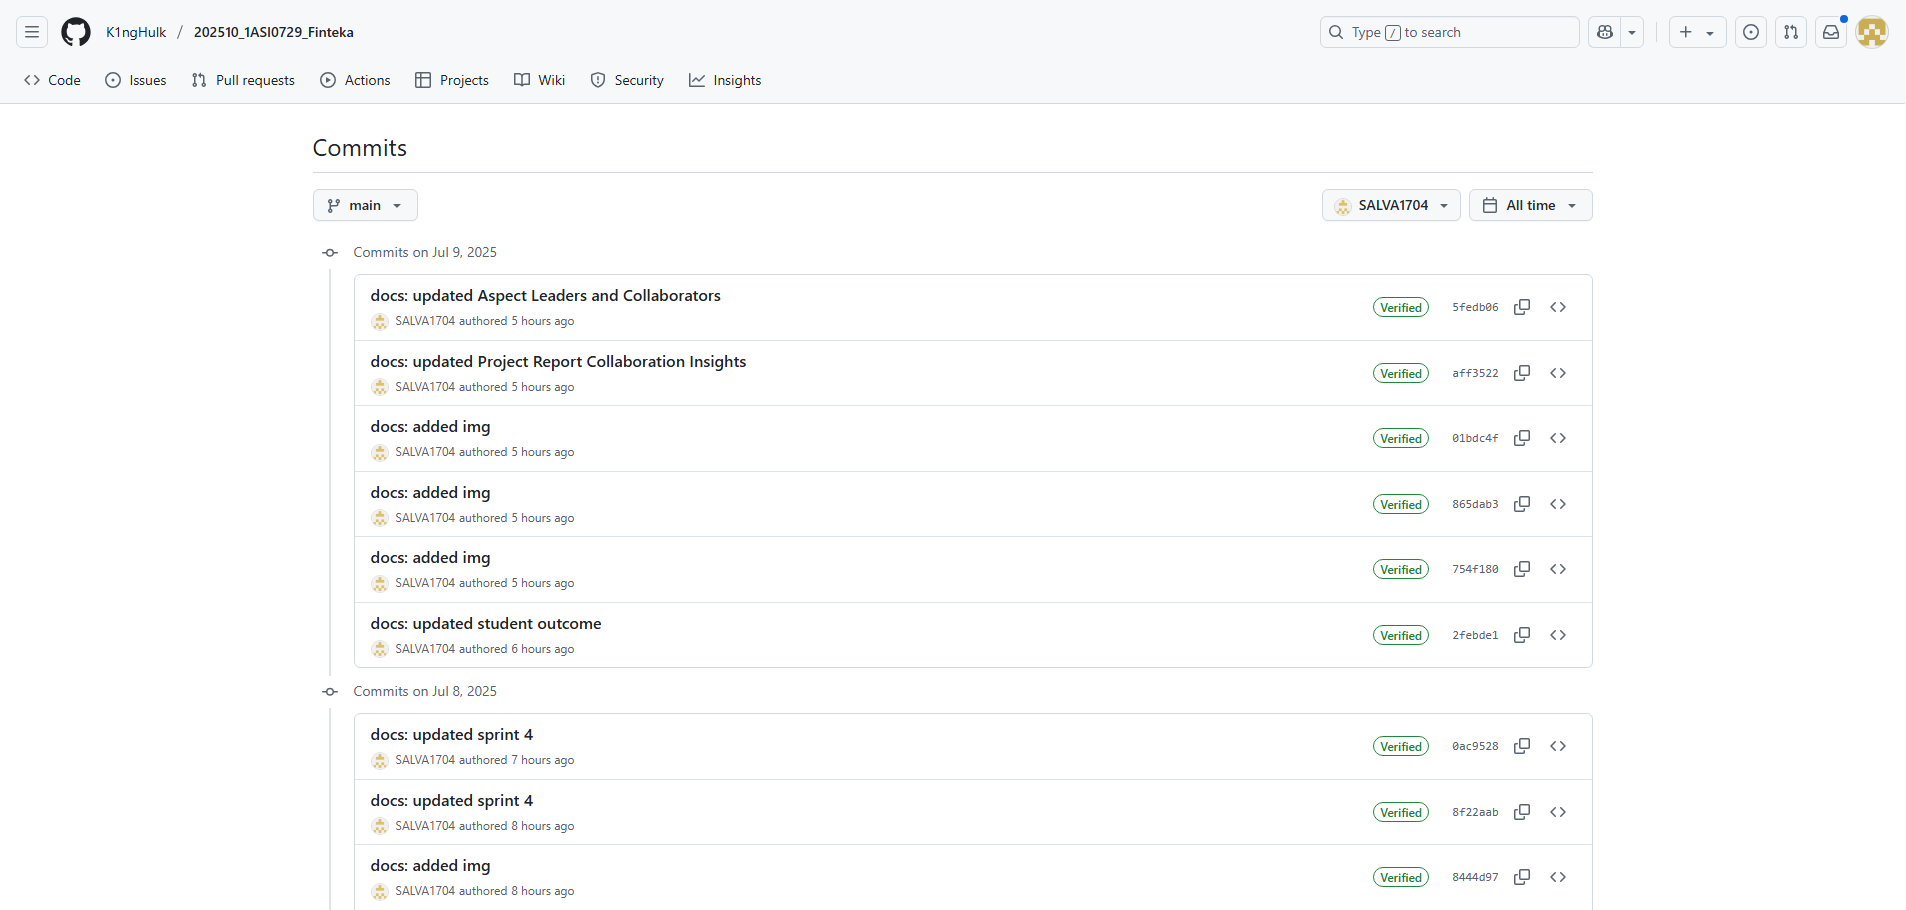 K1ngHulk / 202510_1ASI0729_Finteka
Type / to search
Code Issues Pull requests Actions Projects Wiki Security Insights
Commits
main SALVA1704 All time
Commits on Jul 9, 2025
docs: updated Aspect Leaders and Collaborators
SALVA1704 authored 5 hours ago
Verified 5fedb06
docs: updated Project Report Collaboration Insights
SALVA1704 authored 5 hours ago
Verified aff3522
docs: added img
SALVA1704 authored 5 hours ago
Verified 01bdc4f
docs: added img
SALVA1704 authored 5 hours ago
Verified 865dab3
docs: added img
SALVA1704 authored 5 hours ago
Verified 754f180
docs: updated student outcome
SALVA1704 authored 6 hours ago
Verified 2febde1
Commits on Jul 8, 2025
docs: updated sprint 4
SALVA1704 authored 7 hours ago
Verified 0ac9528
docs: updated sprint 4
SALVA1704 authored 8 hours ago
Verified 8f22aab
docs: added img
SALVA1704 authored 8 hours ago
Verified 8444d97